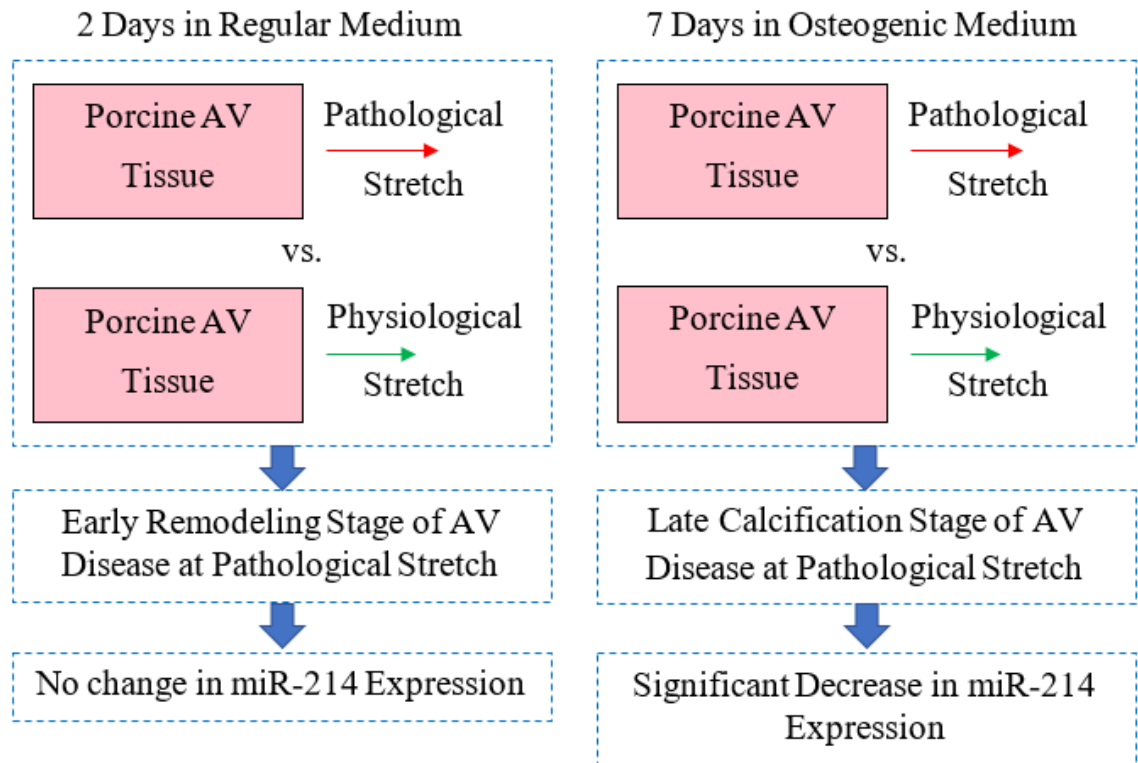 2 Days in Regular Medium
Porcine AV
Tissue
Pathological
Stretch
vs.
Porcine AV
Tissue
Physiological
Stretch
Early Remodeling Stage of AV
Disease at Pathological Stretch
No change in miR-214 Expression
7 Days in Osteogenic Medium
Porcine AV
Tissue
Pathological
Stretch
vs.
Porcine AV
Tissue
Physiological
Stretch
Late Calcification Stage of AV
Disease at Pathological Stretch
Significant Decrease in miR-214
Expression